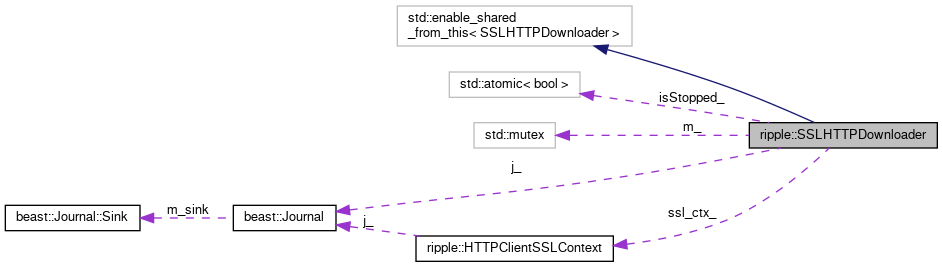 std::enable_shared
_from_this< SSLHTTPDownloader >
std::atomic< bool >
isStopped_
std::mutex
m_
ripple::SSLHTTPDownloader
j_
beast::Journal::Sink
m_sink
beast::Journal
j_
ssl_ctx_
ripple::HTTPClientSSLContext